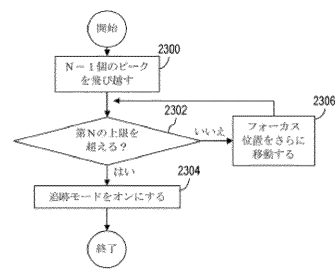 開始
2300
N－1個のピーク
を飛び越す
2302
第Nの上限を
超える？
いいえ
2306
フォーカス
位置をさらに
移動する
はい
2304
追跡モードをオンにする
終了